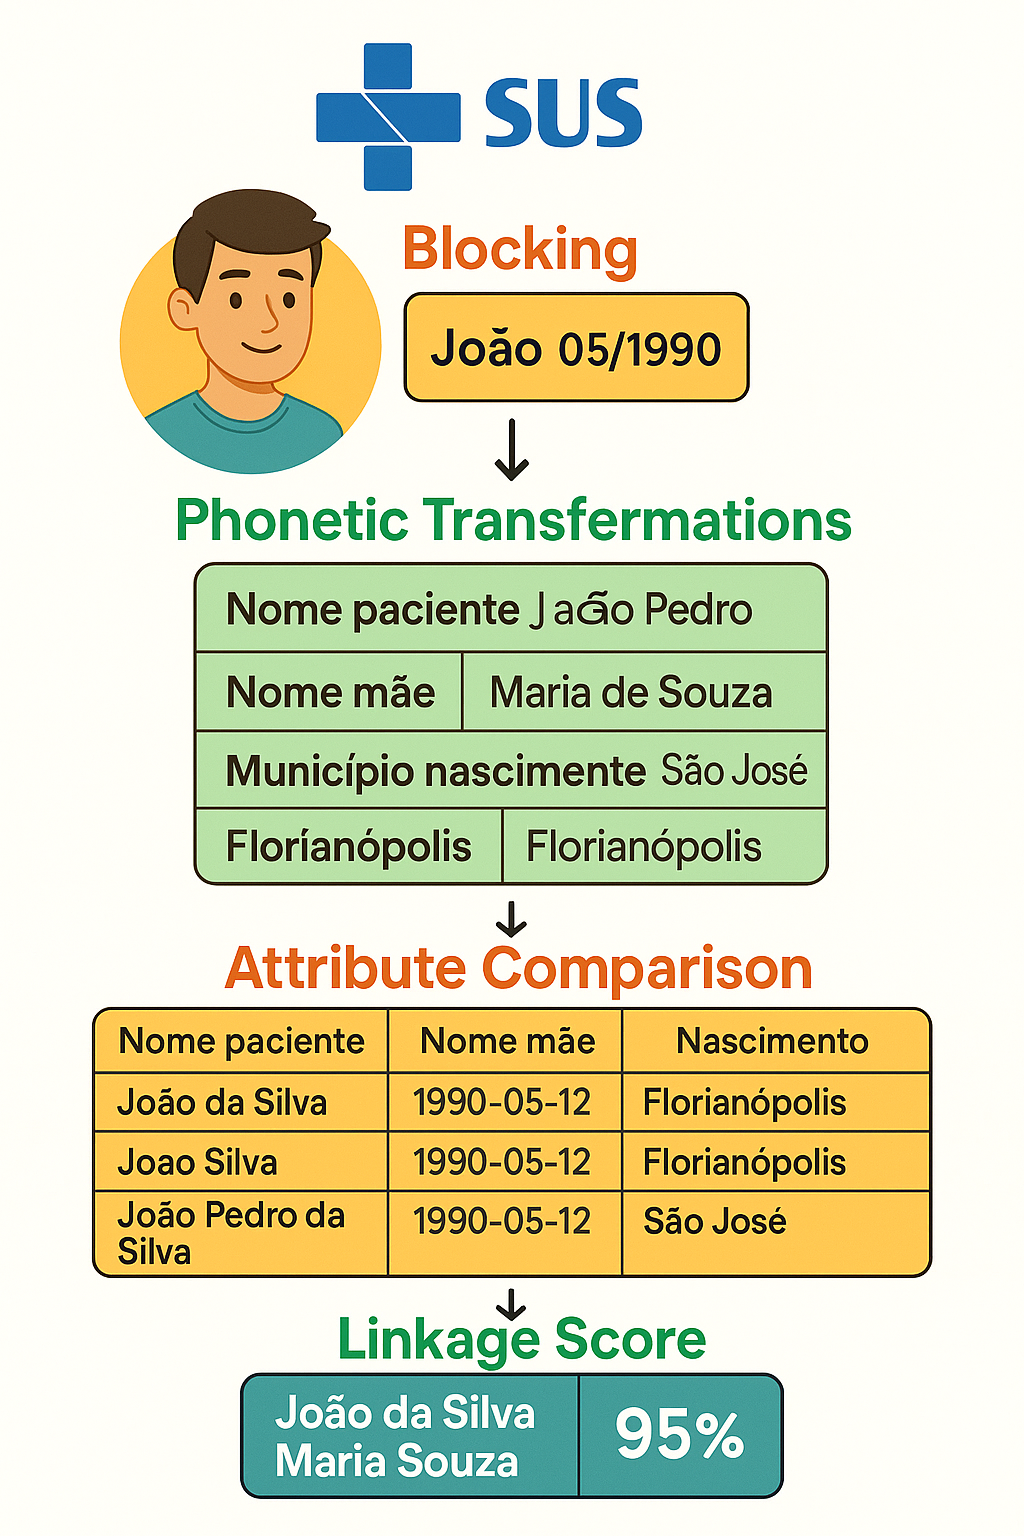 SUS
Blocking
João 05/1990
Phonetic Transfermations
Nome paciente J aGõo Pedro
Nome mãe Maria de Souza
Município nascimente São José
Floríanópolis Florianópolis
Attribute Comparison
Nome paciente Nome mãe Nascimento
João da Silva 1990-05-12 Florianópolis
Joao Silva 1990-05-12 Florianópolis
João Pedro da Silva 1990-05-12 São José
Linkage Score
João da Silva
Maria Souza
95%